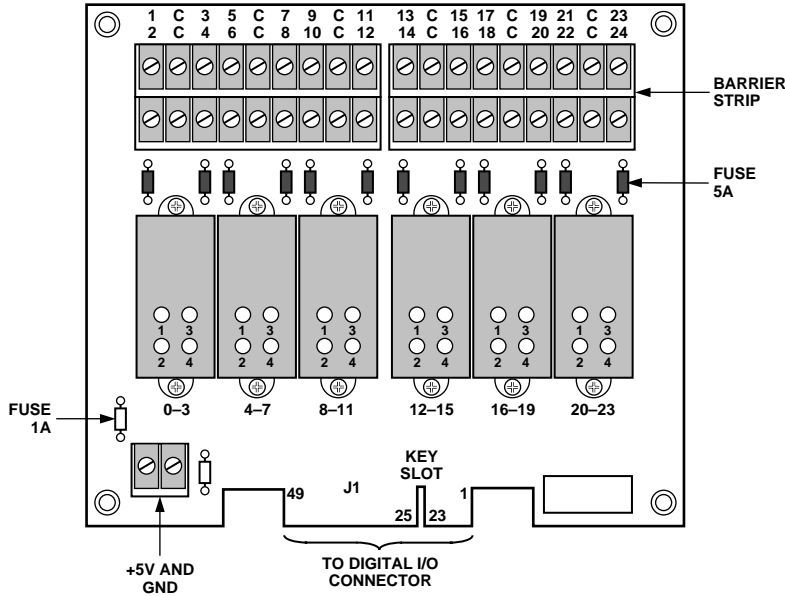 1 C C 3 5 C C 7 9 C C 11 13 C C 15 17 C C 19 21 C C 23
2 C C 4 6 C C 8 10 C C 12 14 C C 16 18 C C 20 22 C C 24
BARRIER
STRIP
FUSE
5A
1 3 1 3 1 3 1 3 1 3 1 3
2 4 2 4 2 4 2 4 2 4 2 4
0–3 4–7 8–11 12–15 16–19 20–23
FUSE
1A
KEY
SLOT
49 J1 1
25 23
+5V AND
GND
TO DIGITAL I/O
CONNECTOR